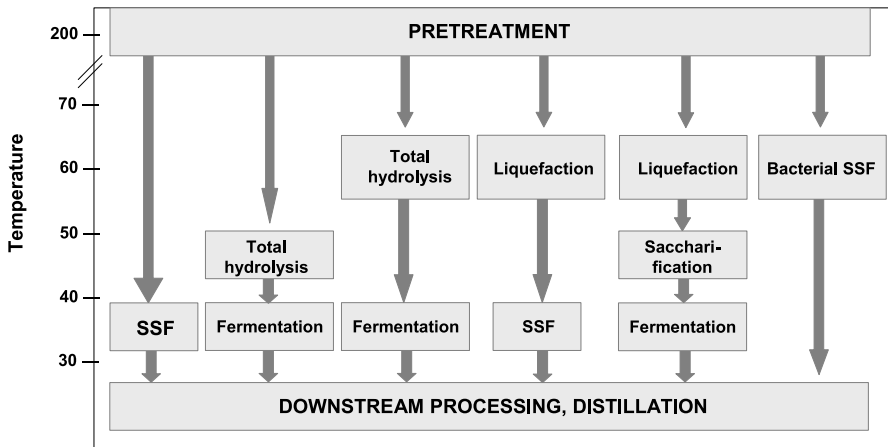 PRETREATMENT
200
70
60
50
40
30
Temperature
Total
hydrolysis
Liquefaction
Liquefaction
Bacterial SSF
Total
hydrolysis
Sacchari-
fication
SSF
Fermentation
Fermentation
SSF
Fermentation
DOWNSTREAM PROCESSING, DISTILLATION